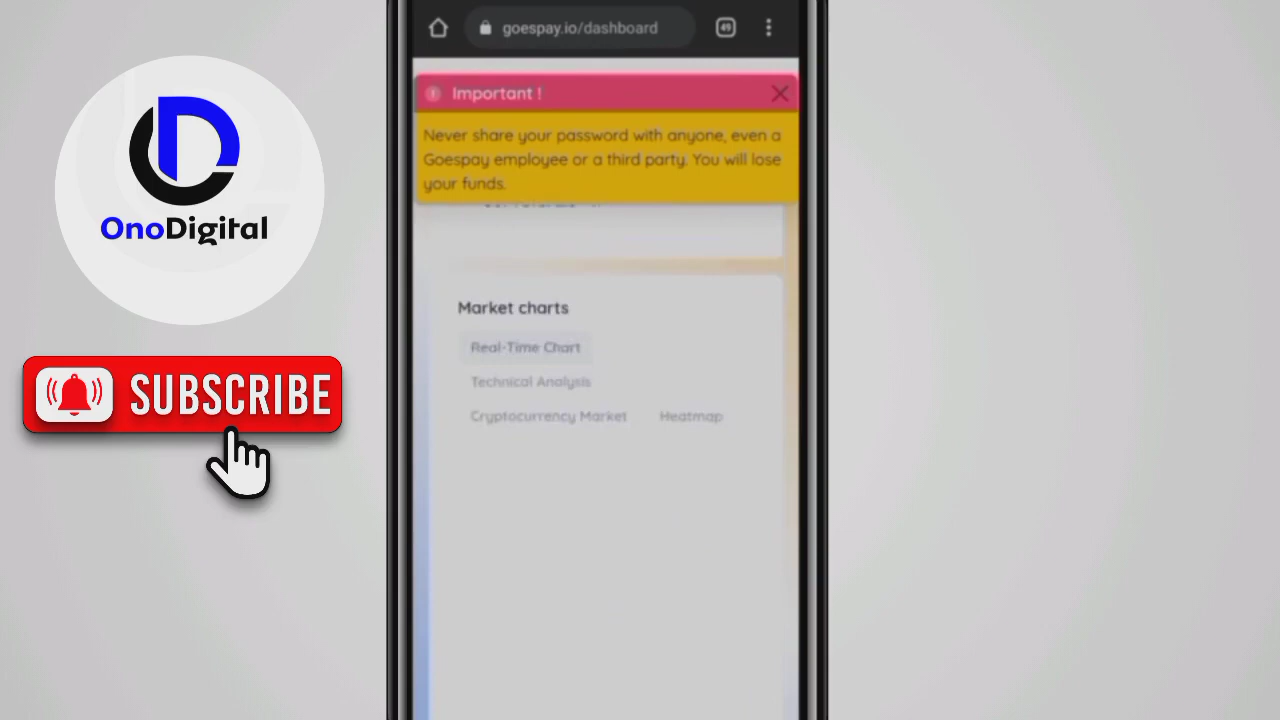 goespay.io/dashboard
49
Important !
Never share your password with anyone, even a
Goespay employee or a third party. You will lose
your funds.
Market charts
Real-Time Chart
Technical Analysis
Cryptocurrency Market Heatmap
OnoDigital
SUBSCRIBE